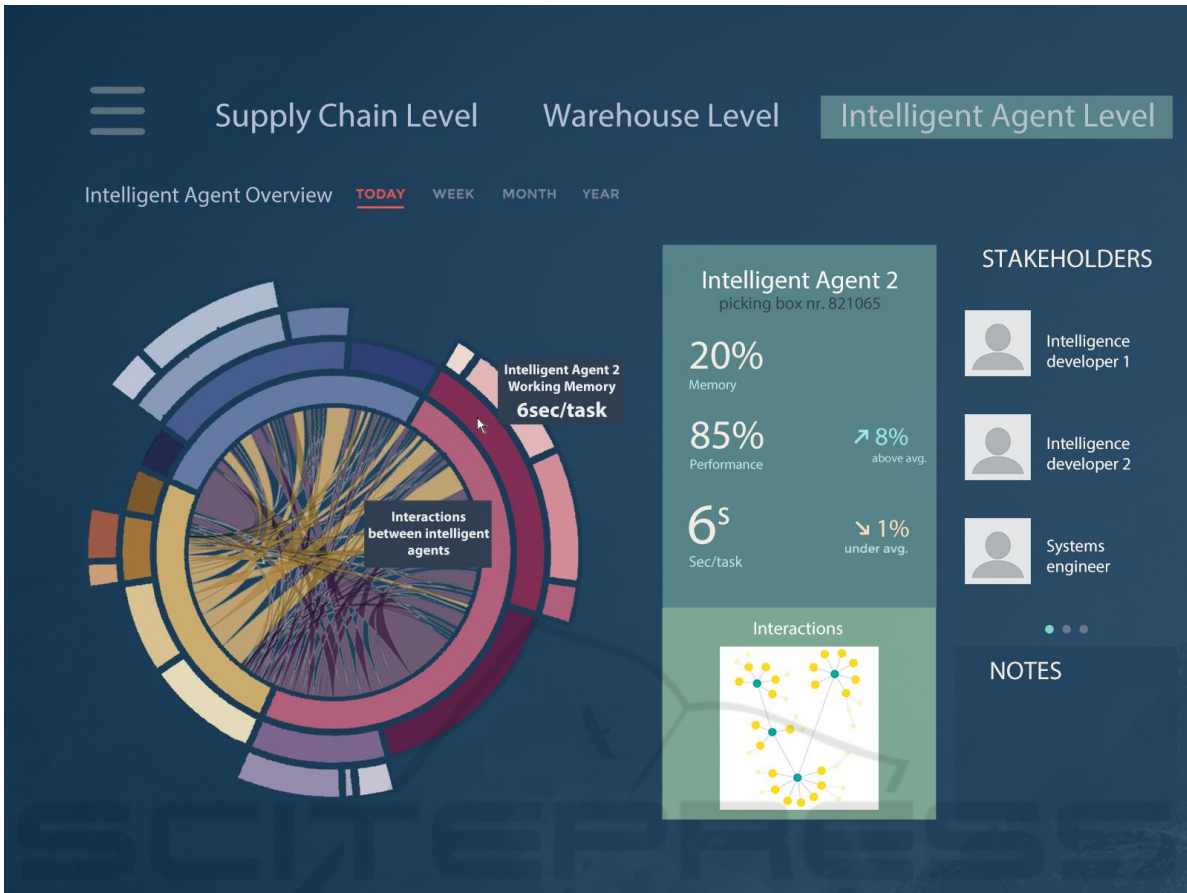 Supply Chain Level
Warehouse Level
Intelligent Agent Level
Intelligent Agent Overview
TODAY
WEEK
MONTH
YEAR
Intelligent Agent 2
Working Memory
6sec/task
Interactions
between intelligent
agents
Intelligent Agent 2
picking box nr. 821065
20%
Memory
85%
Performance
↗ 8%
above avg.
6s
Sec/task
↘ 1%
under avg.
Interactions
STAKEHOLDERS
Intelligence
developer 1
Intelligence
developer 2
Systems
engineer
NOTES
SCITEPRESS